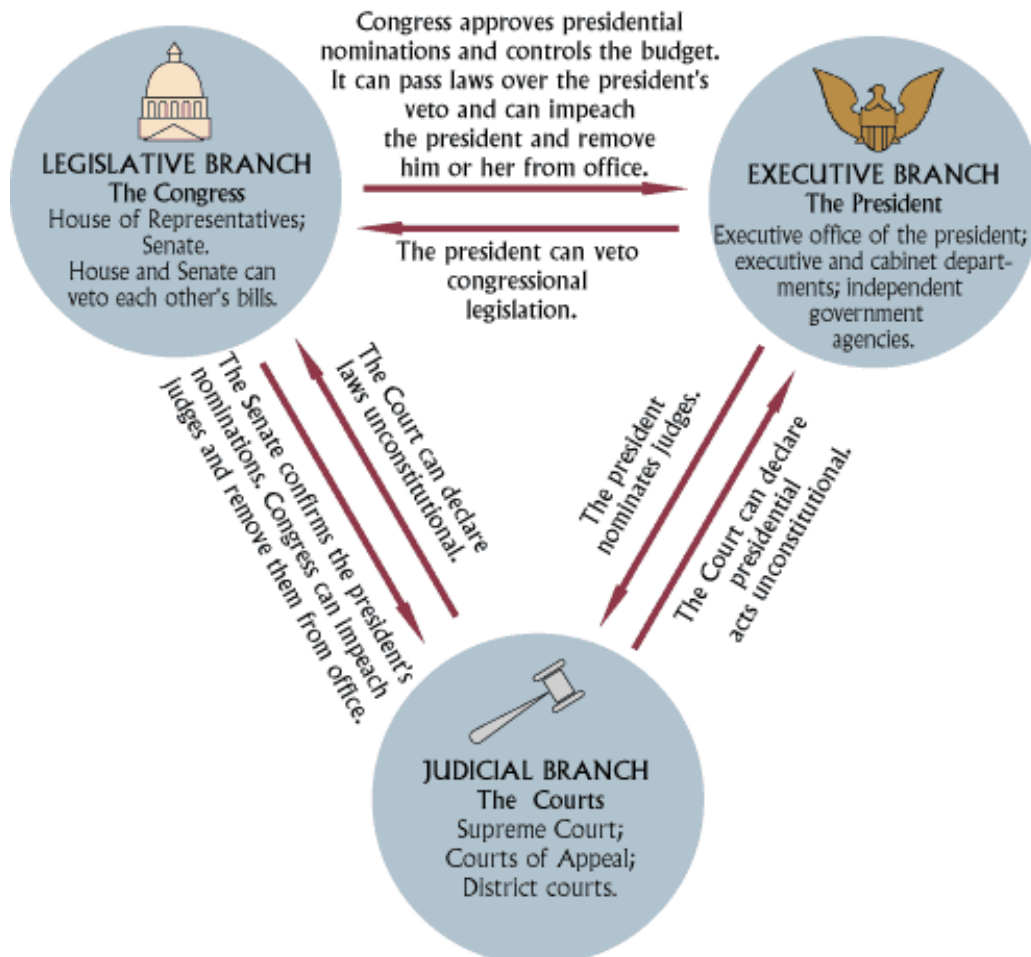 Congress approves presidential
nominations and controls the budget.
It can pass laws over the president's
veto and can impeach
the president and remove
him or her from office.
LEGISLATIVE BRANCH
The Congress
House of Representatives;
Senate.
House and Senate can
veto each other's bills.
EXECUTIVE BRANCH
The President
Executive office of the president;
executive and cabinet depart-
ments; independent
government
agencies.
The president can veto
congressional
legislation.
The Senate confirms the president's
nominations. Congress can Impeach
judges and remove them from office.
The Court can declare
laws unconstitutional.
The president
nominates judges.
The Court can declare
presidential
acts unconstitutional.
JUDICIAL BRANCH
The Courts
Supreme Court;
Courts of Appeal;
District courts.